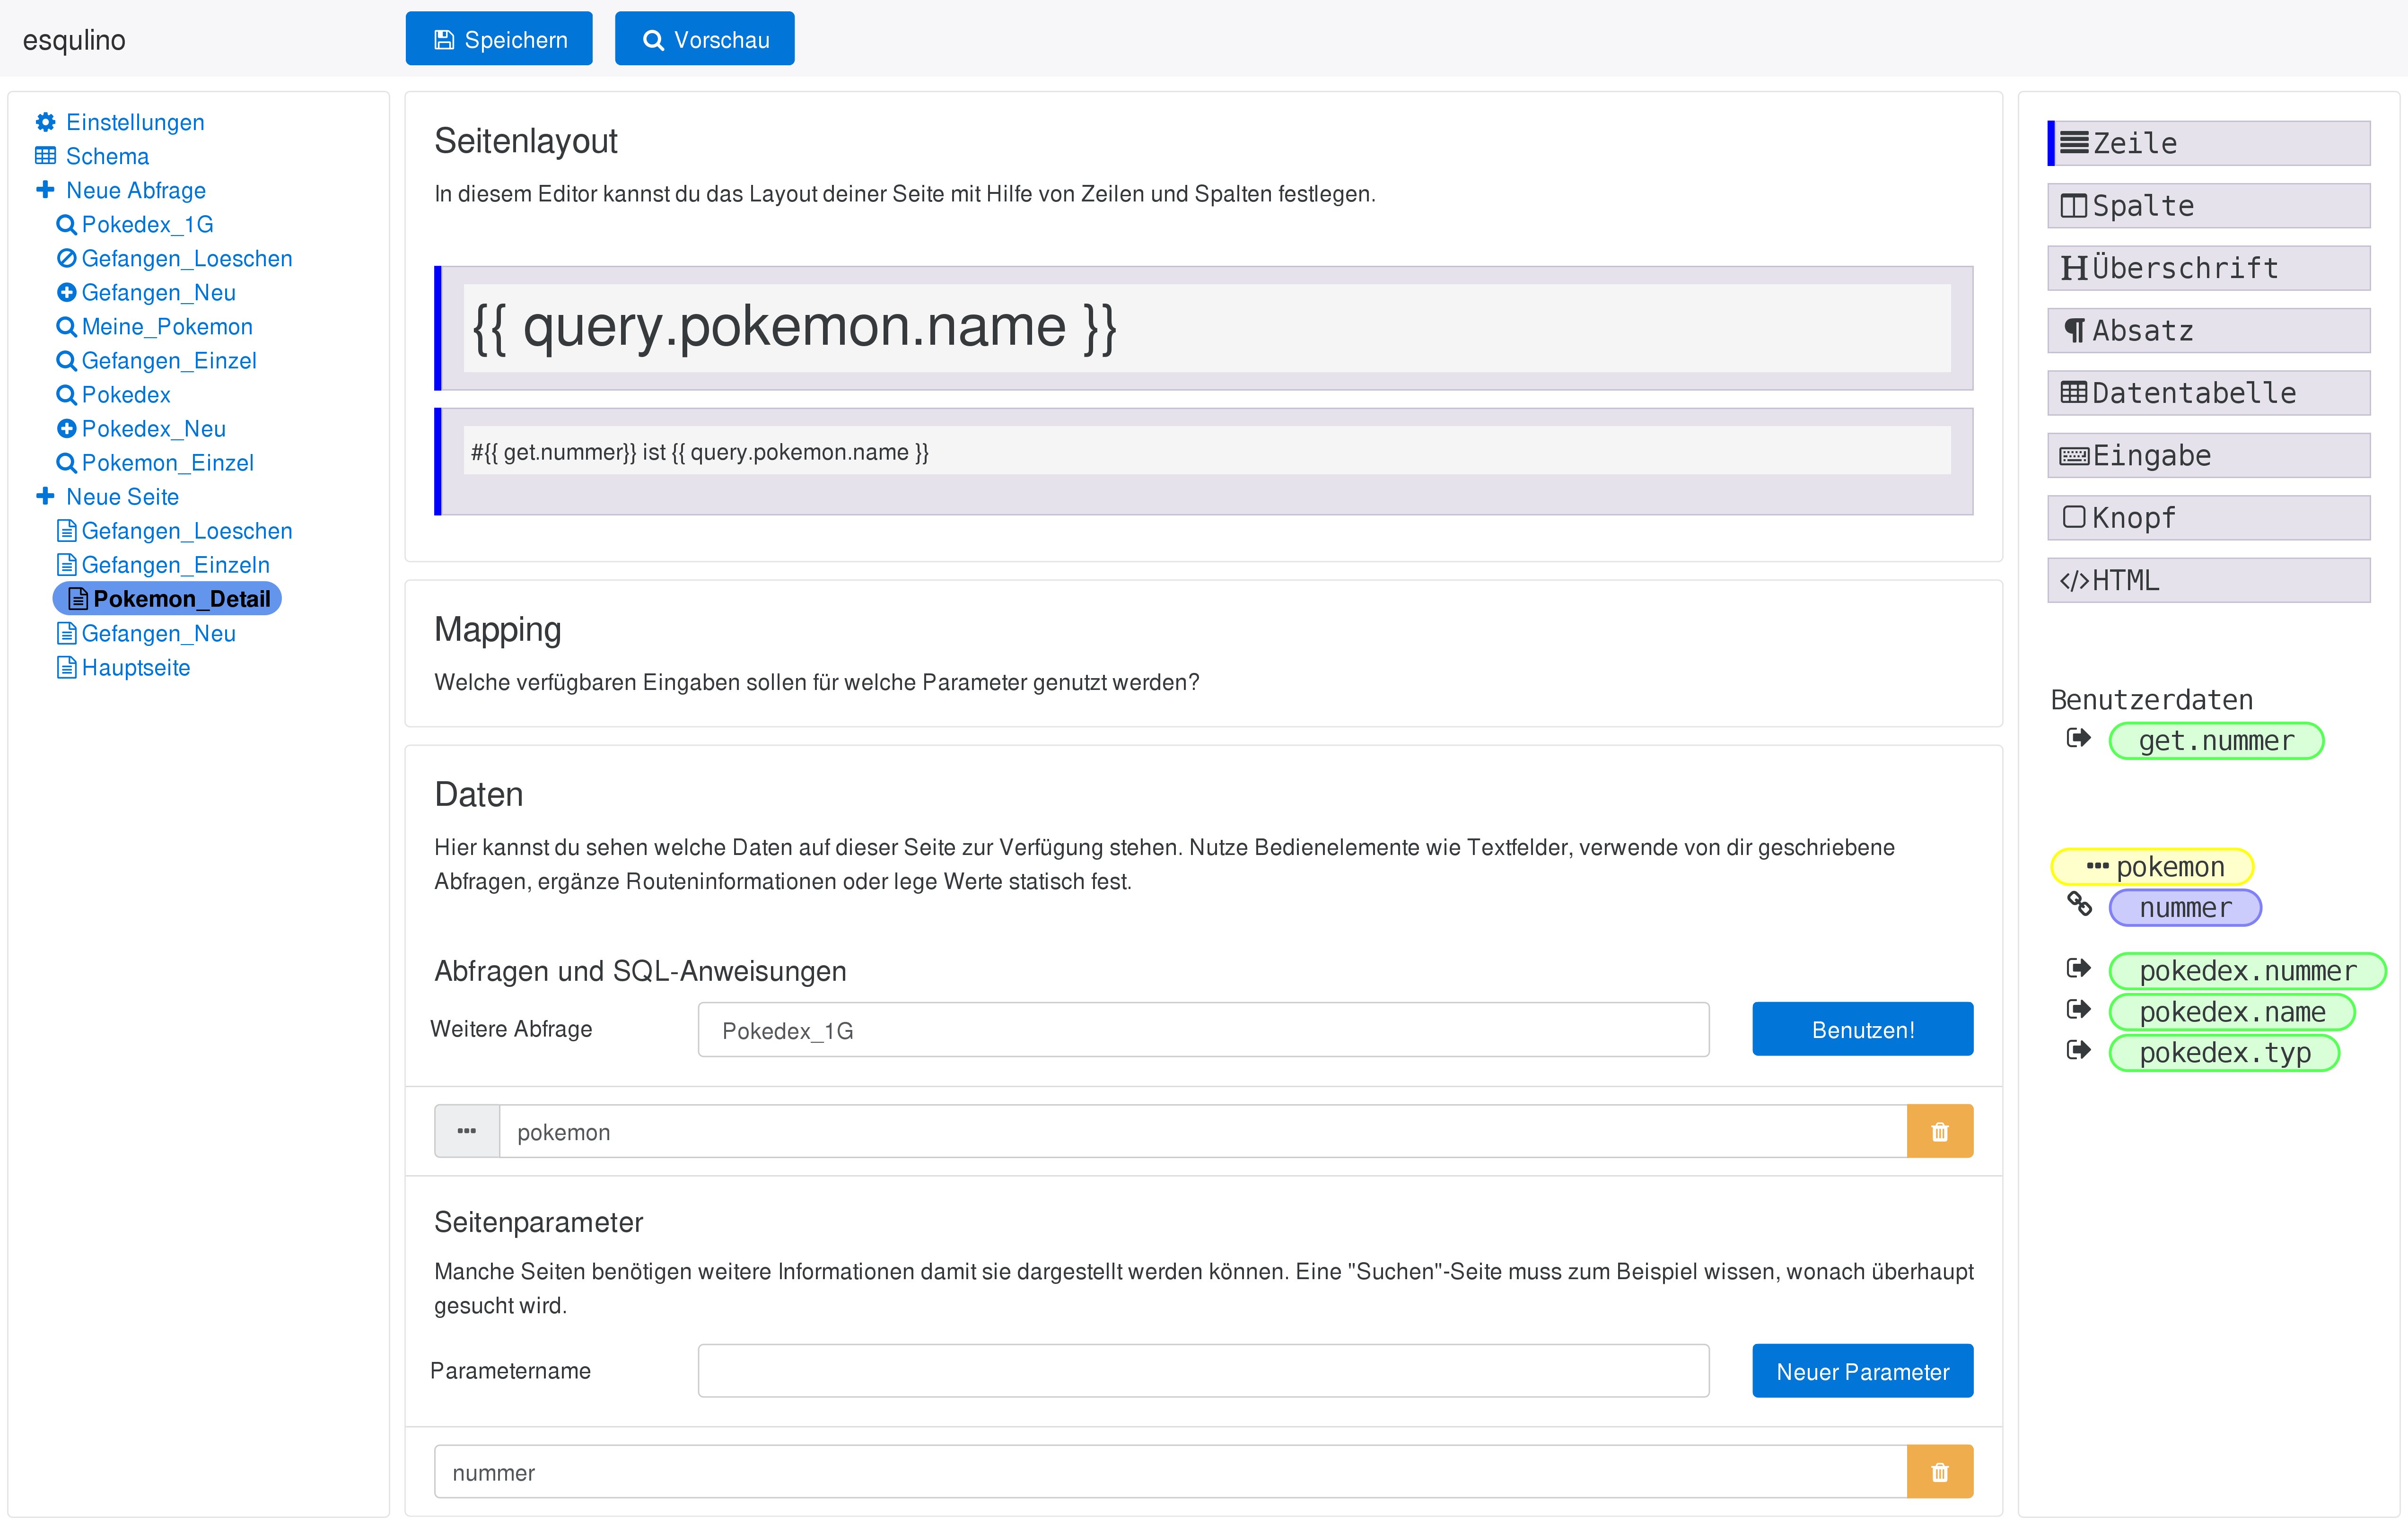 esqulino
Speichern
Vorschau
Einstellungen
Schema
Neue Abfrage
Pokedex_1G
Gefangen_Loeschen
Gefangen_Neu
Meine_Pokemon
Gefangen_Einzel
Pokedex
Pokedex_Neu
Pokemon_Einzel
Neue Seite
Gefangen_Loeschen
Gefangen_Einzeln
Pokemon_Detail
Gefangen_Neu
Hauptseite
Seitenlayout
In diesem Editor kannst du das Layout deiner Seite mit Hilfe von Zeilen und Spalten festlegen.
{{ query.pokemon.name }}
#{{ get.nummer}} ist {{ query.pokemon.name }}
Mapping
Welche verfügbaren Eingaben sollen für welche Parameter genutzt werden?
Daten
Hier kannst du sehen welche Daten auf dieser Seite zur Verfügung stehen. Nutze Bedienelemente wie Textfelder, verwende von dir geschriebene
Abfragen, ergänze Routeninformationen oder lege Werte statisch fest.
Abfragen und SQL-Anweisungen
Weitere Abfrage
Pokedex_1G
Benutzen!
pokemon
Seitenparameter
Manche Seiten benötigen weitere Informationen damit sie dargestellt werden können. Eine "Suchen"-Seite muss zum Beispiel wissen, wonach überhaupt
gesucht wird.
Parametername
Neuer Parameter
nummer
Zeile
Spalte
Überschrift
Absatz
Datentabelle
Eingabe
Knopf
HTML
Benutzerdaten
get.nummer
pokemon
nummer
pokedex.nummer
pokedex.name
pokedex.typ